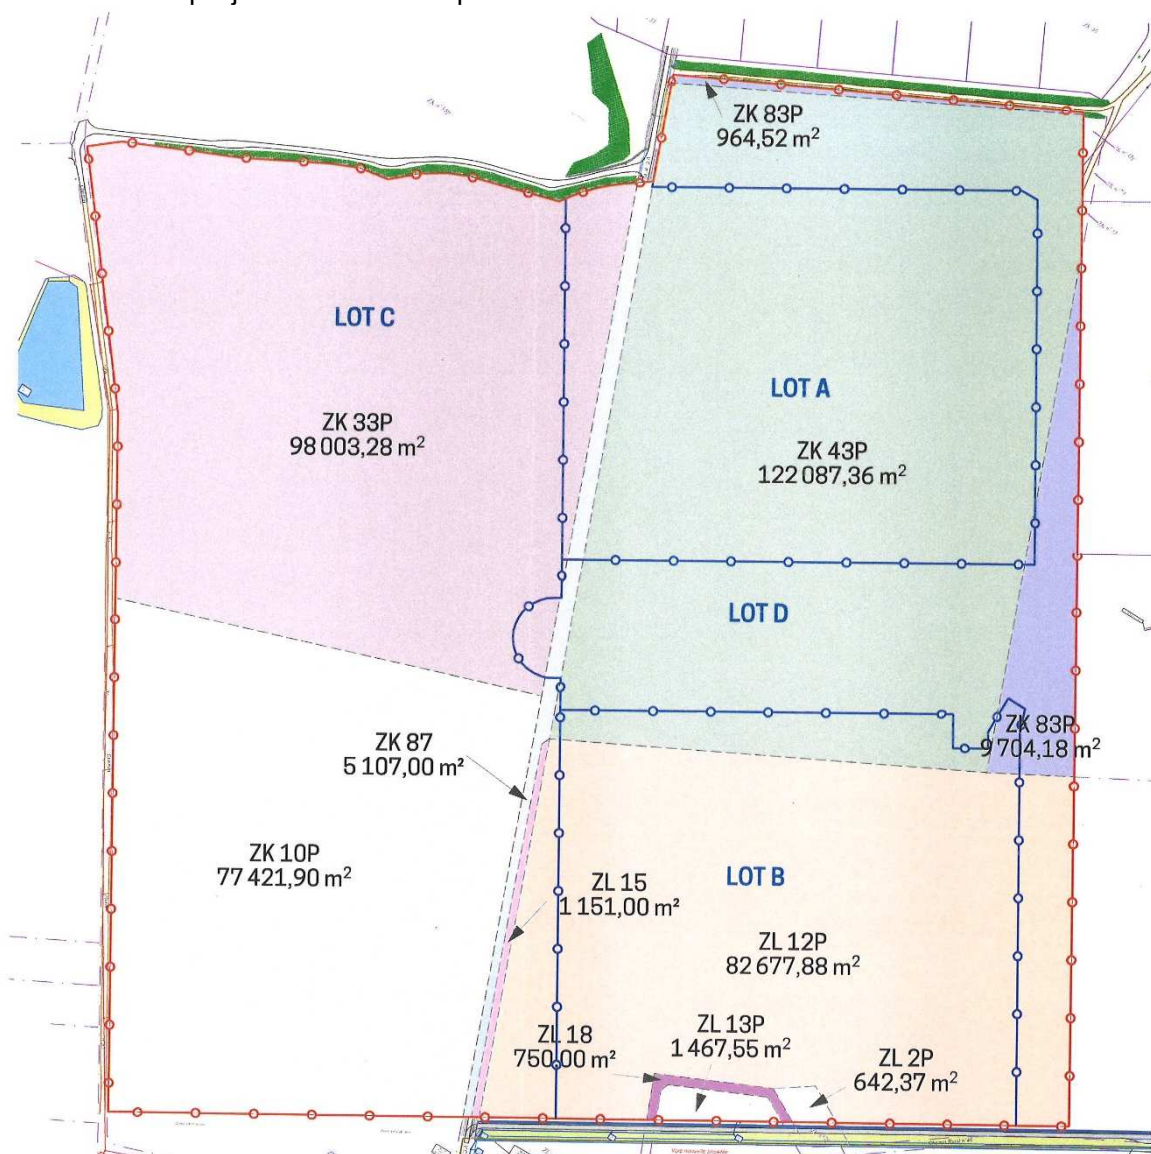 ZK 83P
964,52 m²
LOT C
LOT A
ZK 33P
98 003,28 m²
ZK 43P
122 087,36 m²
LOT D
ZK 83P
9 704,18 m²
ZK 87
5 107,00 m²
ZK 10P
77 421,90 m²
ZL 15
1 151,00 m²
LOT B
ZL 12P
82 677,88 m²
ZL 18
750,00 m²
ZL 13P
1 467,55 m²
ZL 2P
642,37 m²